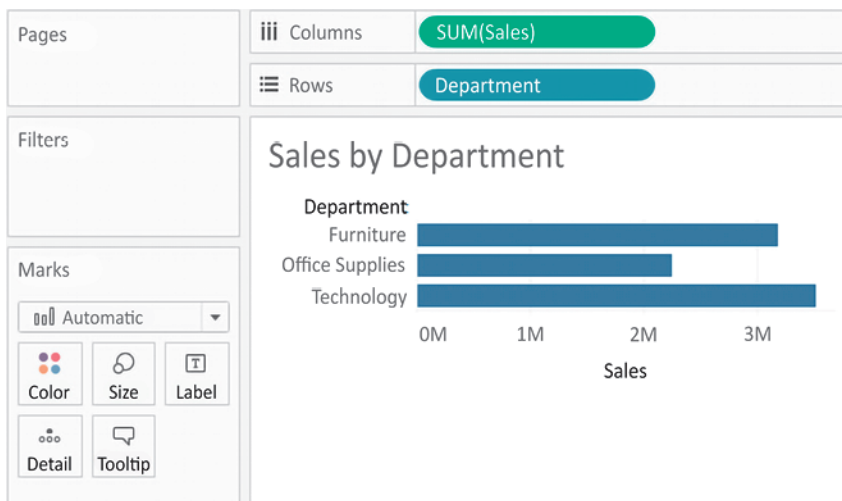 Pages
Columns
SUM(Sales)
Rows
Department
Filters
Sales by Department
Department
Furniture
Office Supplies
Technology
0M 1M 2M 3M
Sales
Marks
Automatic
Color Size Label
T
Detail Tooltip